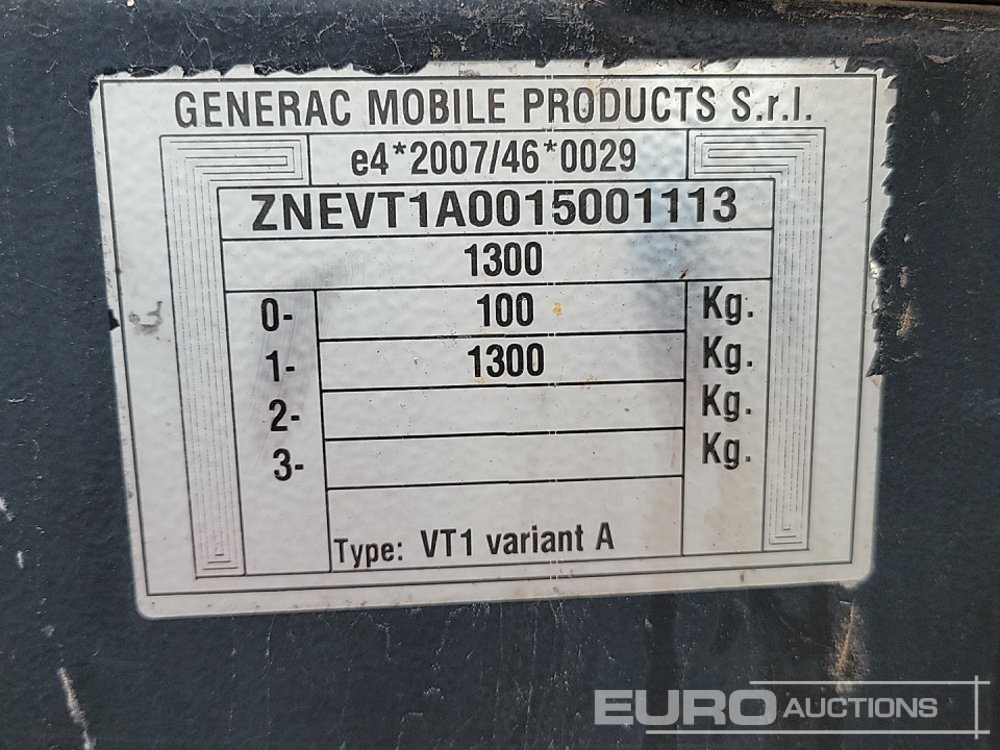 GENERAC MOBILE PRODUCTS S.r.l.
e4*2007/46*0029
ZNEVT1A0015001113
1300
0- 100 Kg.
1- 1300 Kg.
2- Kg.
3- Kg.
Type: VT1 variant A
EURO AUCTIONS